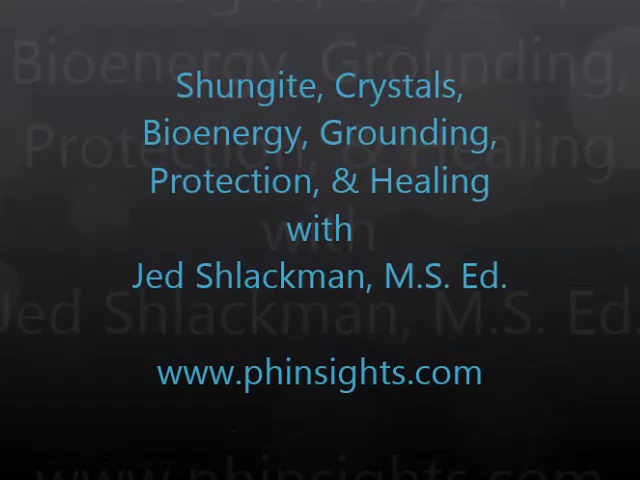 Shungite, Crystals,
Bioenergy, Grounding,
Protection, & Healing
with
Jed Shlackman, M.S. Ed.
www.phinsights.com